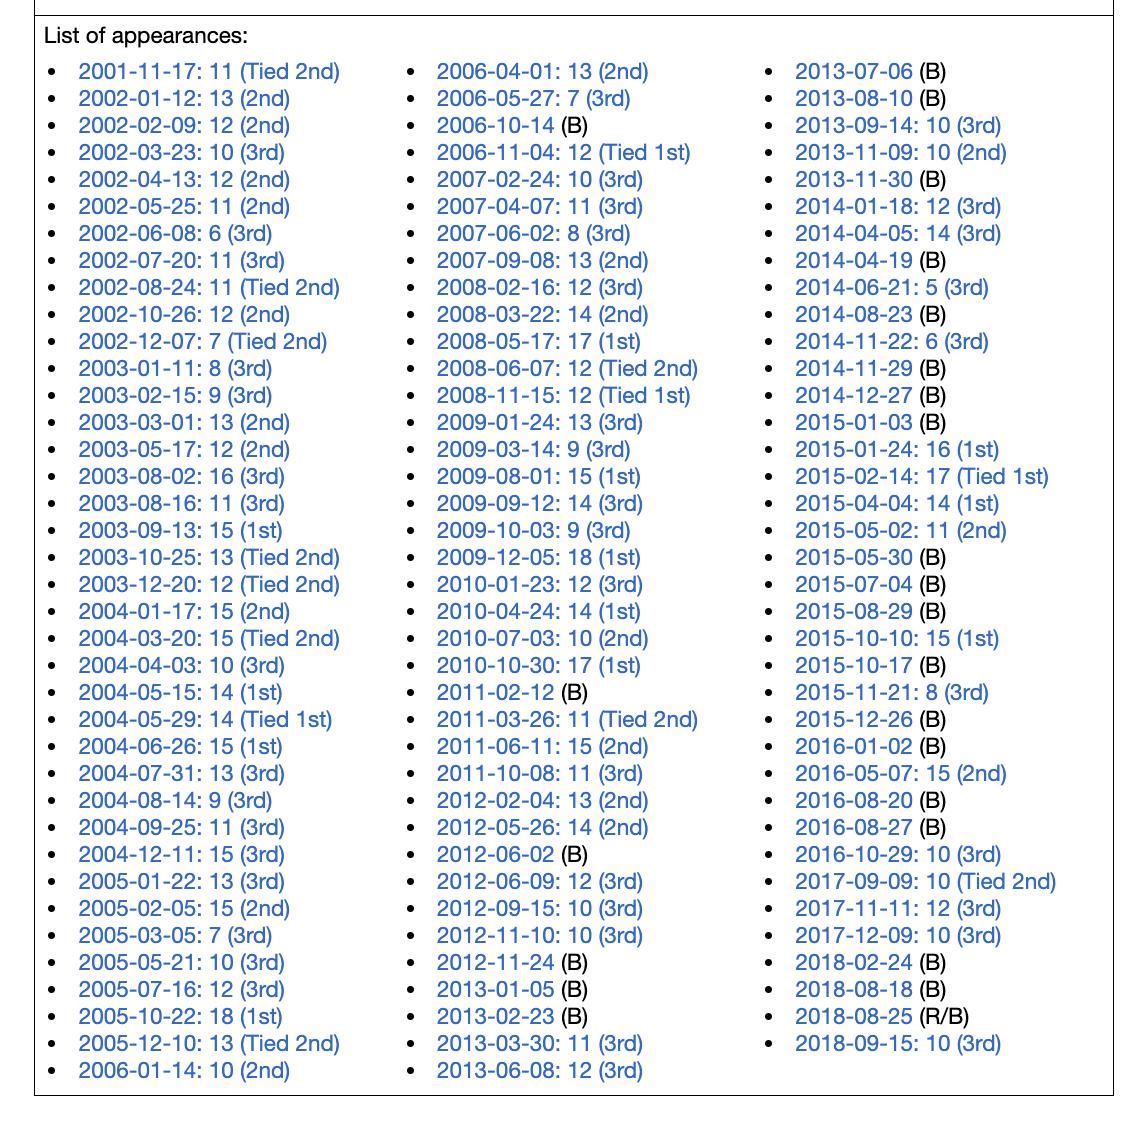 List of appearances:
2001-11-17: 11 (Tied 2nd)
2002-01-12: 13 (2nd)
2002-02-09: 12 (2nd)
2002-03-23: 10 (3rd)
2002-04-13: 12 (2nd)
2002-05-25: 11 (2nd)
2002-06-08: 6 (3rd)
2002-07-20: 11 (3rd)
2002-08-24: 11 (Tied 2nd)
2002-10-26: 12 (2nd)
2002-12-07: 7 (Tied 2nd)
2003-01-11: 8 (3rd)
2003-02-15: 9 (3rd)
2003-03-01: 13 (2nd)
2003-05-17: 12 (2nd)
2003-08-02: 16 (3rd)
2003-08-16: 11 (3rd)
2003-09-13: 15 (1st)
2003-10-25: 13 (Tied 2nd)
2003-12-20: 12 (Tied 2nd)
2004-01-17: 15 (2nd)
2004-03-20: 15 (Tied 2nd)
2004-04-03: 10 (3rd)
2004-05-15: 14 (1st)
2004-05-29: 14 (Tied 1st)
2004-06-26: 15 (1st)
2004-07-31: 13 (3rd)
2004-08-14: 9 (3rd)
2004-09-25: 11 (3rd)
2004-12-11: 15 (3rd)
2005-01-22: 13 (3rd)
2005-02-05: 15 (2nd)
2005-03-05: 7 (3rd)
2005-05-21: 10 (3rd)
2005-07-16: 12 (3rd)
2005-10-22: 18 (1st)
2005-12-10: 13 (Tied 2nd)
2006-01-14: 10 (2nd)
2006-04-01: 13 (2nd)
2006-05-27: 7 (3rd)
2006-10-14 (B)
2006-11-04: 12 (Tied 1st)
2007-02-24: 10 (3rd)
2007-04-07: 11 (3rd)
2007-06-02: 8 (3rd)
2007-09-08: 13 (2nd)
2008-02-16: 12 (3rd)
2008-03-22: 14 (2nd)
2008-05-17: 17 (1st)
2008-06-07: 12 (Tied 2nd)
2008-11-15: 12 (Tied 1st)
2009-01-24: 13 (3rd)
2009-03-14: 9 (3rd)
2009-08-01: 15 (1st)
2009-09-12: 14 (3rd)
2009-10-03: 9 (3rd)
2009-12-05: 18 (1st)
2010-01-23: 12 (3rd)
2010-04-24: 14 (1st)
2010-07-03: 10 (2nd)
2010-10-30: 17 (1st)
2011-02-12 (B)
2011-03-26: 11 (Tied 2nd)
2011-06-11: 15 (2nd)
2011-10-08: 11 (3rd)
2012-02-04: 13 (2nd)
2012-05-26: 14 (2nd)
2012-06-02 (B)
2012-06-09: 12 (3rd)
2012-09-15: 10 (3rd)
2012-11-10: 10 (3rd)
2012-11-24 (B)
2013-01-05 (B)
2013-02-23 (B)
2013-03-30: 11 (3rd)
2013-06-08: 12 (3rd)
2013-07-06 (B)
2013-08-10 (B)
2013-09-14: 10 (3rd)
2013-11-09: 10 (2nd)
2013-11-30 (B)
2014-01-18: 12 (3rd)
2014-04-05: 14 (3rd)
2014-04-19 (B)
2014-06-21: 5 (3rd)
2014-08-23 (B)
2014-11-22: 6 (3rd)
2014-11-29 (B)
2014-12-27 (B)
2015-01-03 (B)
2015-01-24: 16 (1st)
2015-02-14: 17 (Tied 1st)
2015-04-04: 14 (1st)
2015-05-02: 11 (2nd)
2015-05-30 (B)
2015-07-04 (B)
2015-08-29 (B)
2015-10-10: 15 (1st)
2015-10-17 (B)
2015-11-21: 8 (3rd)
2015-12-26 (B)
2016-01-02 (B)
2016-05-07: 15 (2nd)
2016-08-20 (B)
2016-08-27 (B)
2016-10-29: 10 (3rd)
2017-09-09: 10 (Tied 2nd)
2017-11-11: 12 (3rd)
2017-12-09: 10 (3rd)
2018-02-24 (B)
2018-08-18 (B)
2018-08-25 (R/B)
2018-09-15: 10 (3rd)